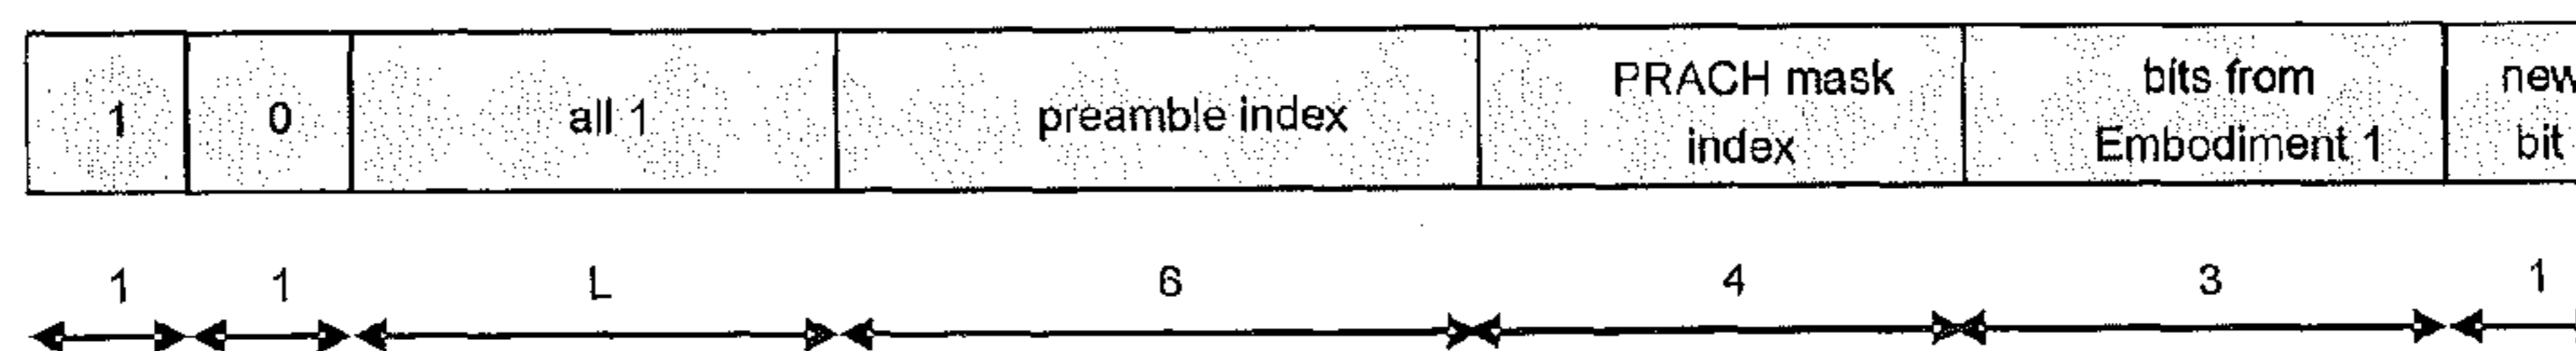 1 0 all 1 preamble index PRACH mask index bits from Embodiment 1 new bit
1 1 L 6 4 3 1